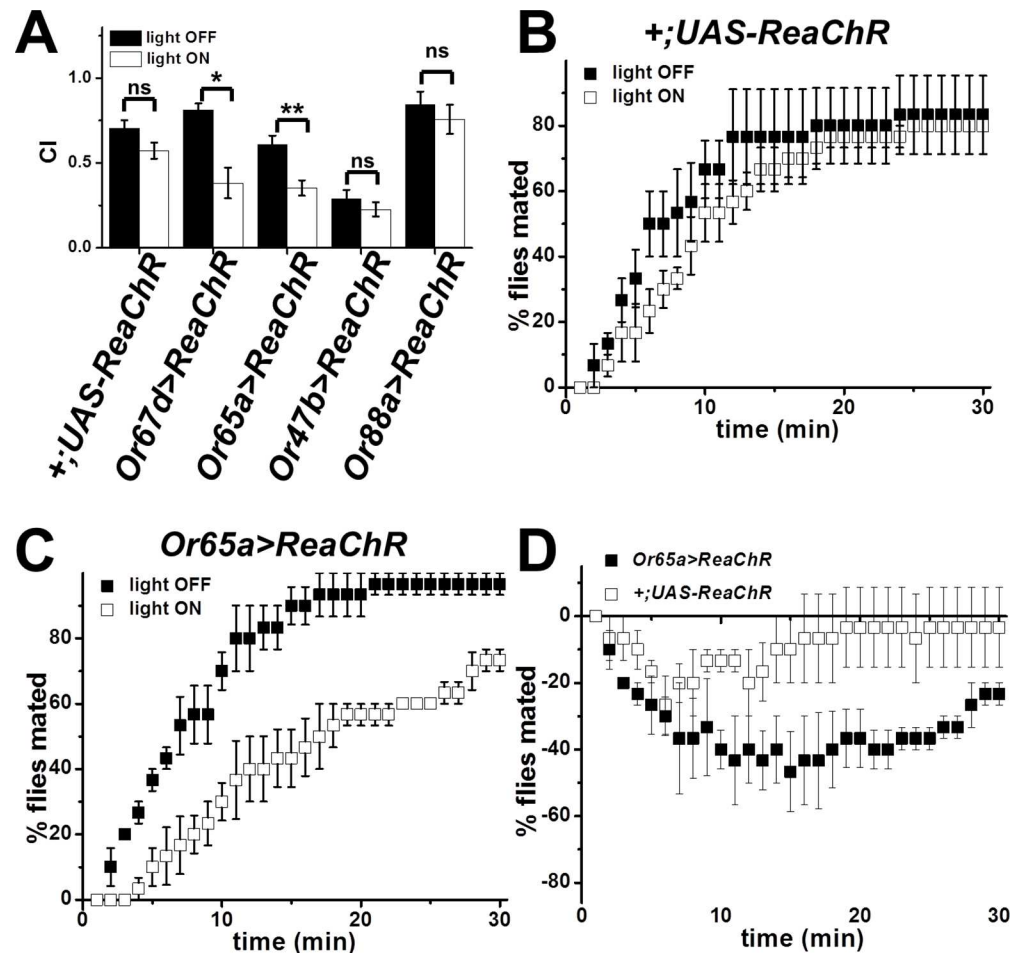 A
light OFF
light ON
ns
*
**
ns
ns
1.0
0.5
0.0
CI
+;UAS-ReaChR
Or67d>ReaChR
Or65a>ReaChR
Or47b>ReaChR
Or88a>ReaChR
B
+;UAS-ReaChR
light OFF
light ON
80
60
40
20
0
% flies mated
0
10
20
30
time (min)
C
Or65a>ReaChR
light OFF
light ON
80
60
40
20
0
% flies mated
0
10
20
30
time (min)
D
Or65a>ReaChR
+;UAS-ReaChR
0
-20
-40
-60
-80
% flies mated
0
10
20
30
time (min)